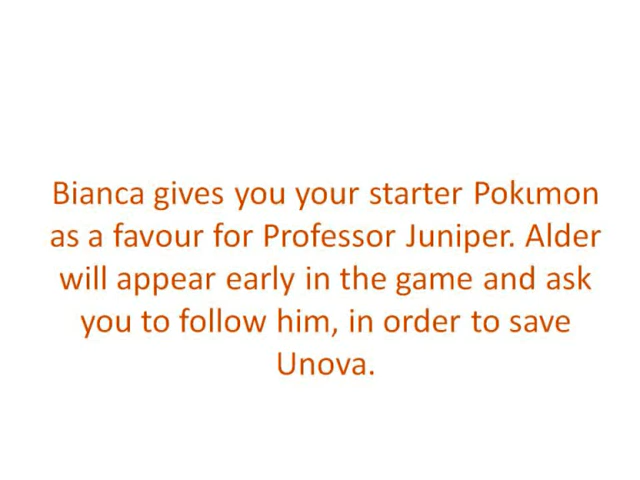 Bianca gives you your starter Pokιmon
as a favour for Professor Juniper. Alder
will appear early in the game and ask
you to follow him, in order to save
Unova.